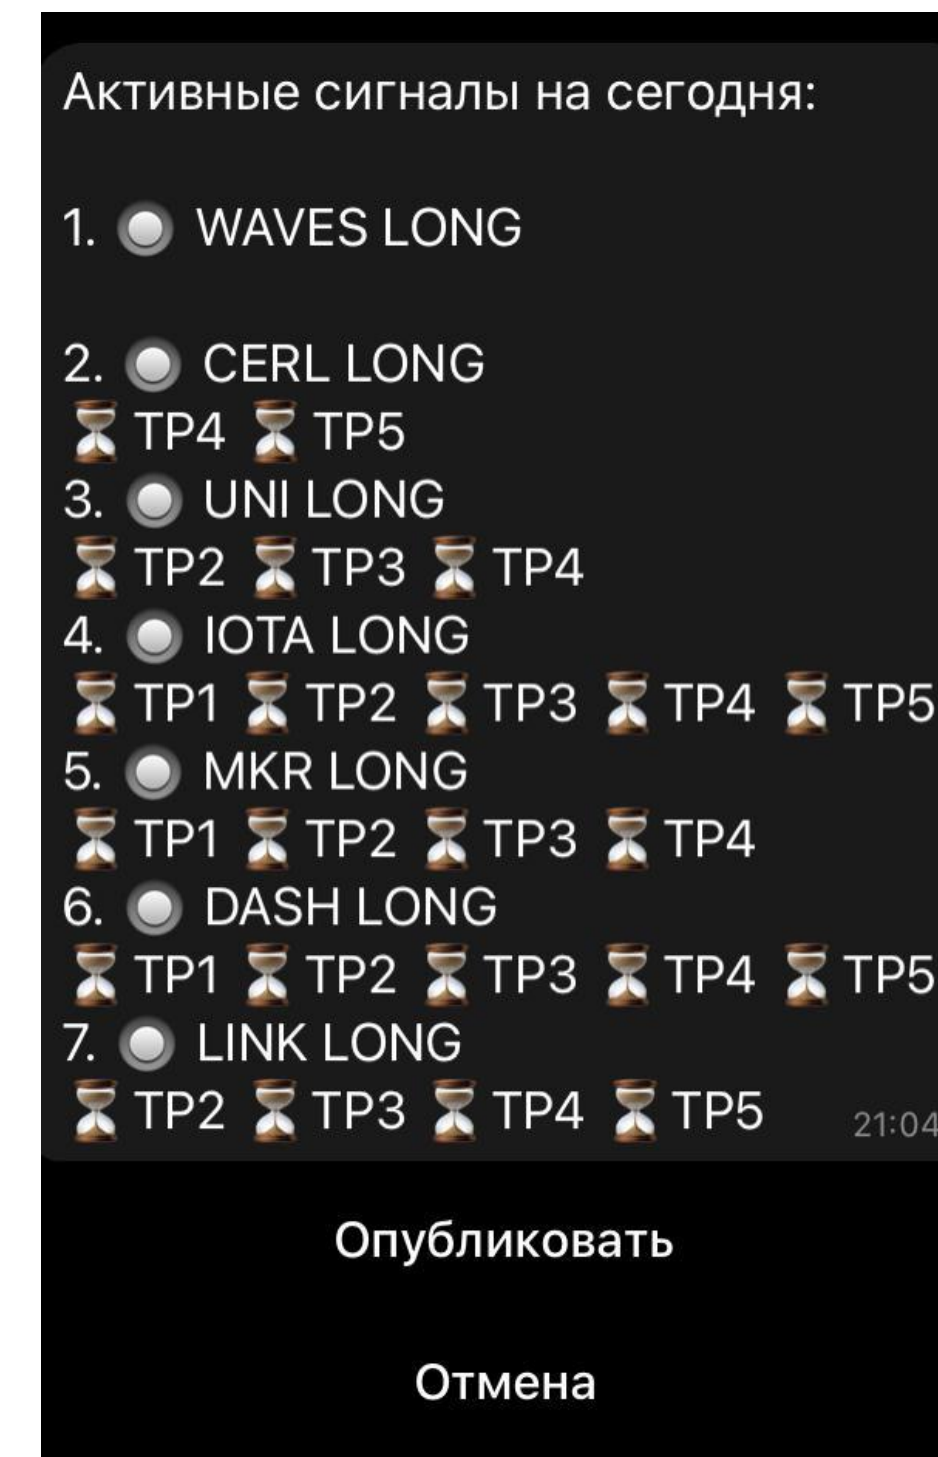 Активные сигналы на сегодня:
1. 🔘 WAVES LONG
2. 🔘 CERL LONG
⏳ TP4 ⏳ TP5
3. 🔘 UNI LONG
⏳ TP2 ⏳ TP3 ⏳ TP4
4. 🔘 IOTA LONG
⏳ TP1 ⏳ TP2 ⏳ TP3 ⏳ TP4 ⏳ TP5
5. 🔘 MKR LONG
⏳ TP1 ⏳ TP2 ⏳ TP3 ⏳ TP4
6. 🔘 DASH LONG
⏳ TP1 ⏳ TP2 ⏳ TP3 ⏳ TP4 ⏳ TP5
7. 🔘 LINK LONG
⏳ TP2 ⏳ TP3 ⏳ TP4 ⏳ TP5
21:04
Опубликовать
Отмена